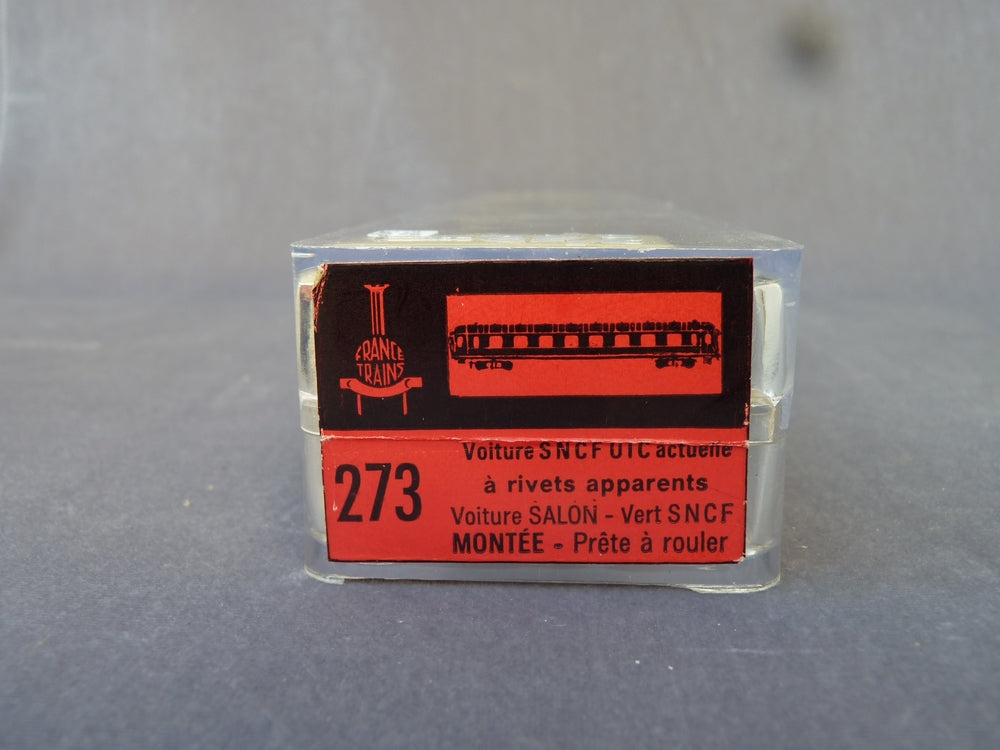 FRANCE
TRAINS
273
Voiture SNCF UIC actuelle
à rivets apparents
Voiture SALON - Vert SNCF
MONTÉE - Prête à rouler